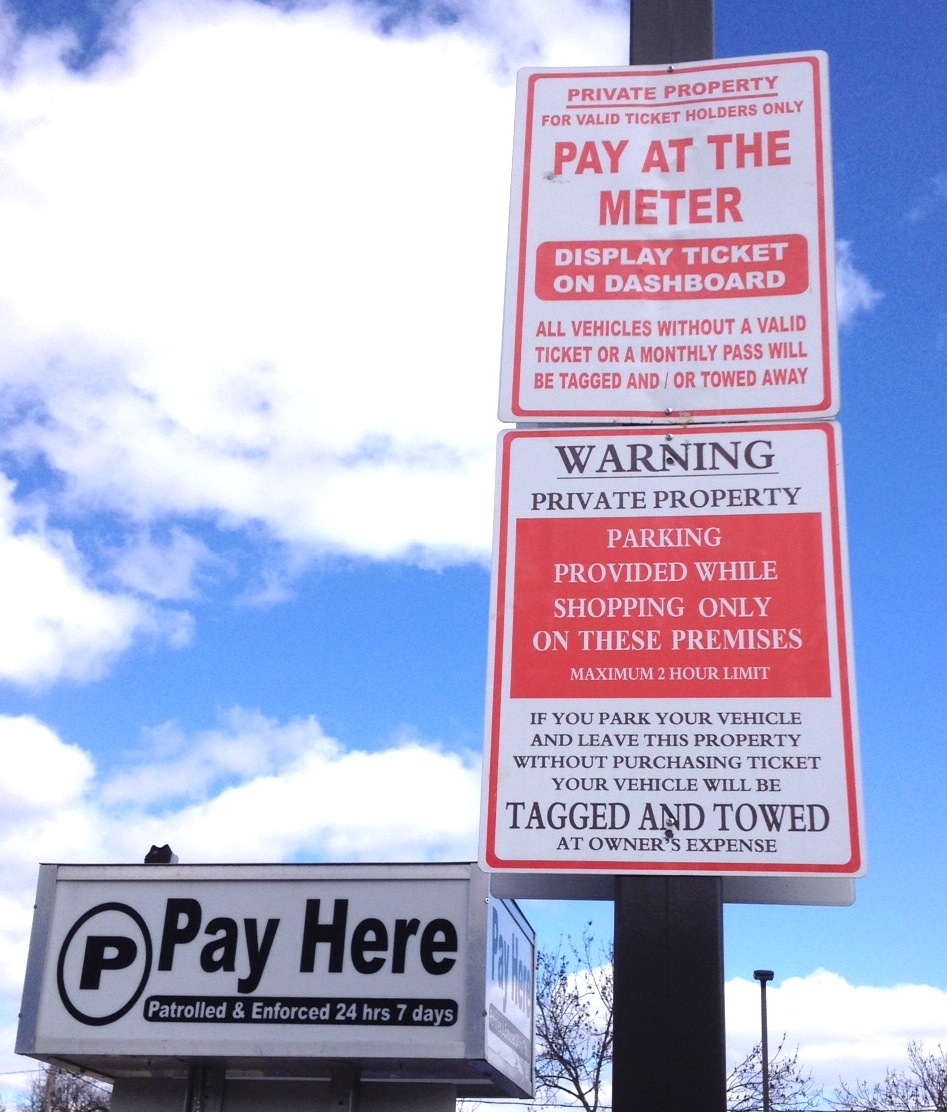 PRIVATE PROPERTY
FOR VALID TICKET HOLDERS ONLY
PAY AT THE
METER
DISPLAY TICKET
ON DASHBOARD
ALL VEHICLES WITHOUT A VALID
TICKET OR A MONTHLY PASS WILL
BE TAGGED AND / OR TOWED AWAY
WARNING
PRIVATE PROPERTY
PARKING
PROVIDED WHILE
SHOPPING ONLY
ON THESE PREMISES
MAXIMUM 2 HOUR LIMIT
IF YOU PARK YOUR VEHICLE
AND LEAVE THIS PROPERTY
WITHOUT PURCHASING TICKET
YOUR VEHICLE WILL BE
TAGGED AND TOWED
AT OWNER'S EXPENSE
P Pay Here
Patrolled & Enforced 24 hrs 7 days
Pay Here